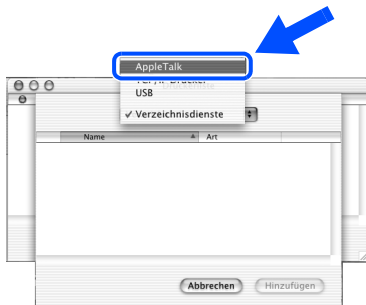 AppleTalk
USB
✓ Verzeichnisdienste
Name Art
Abbrechen Hinzufügen